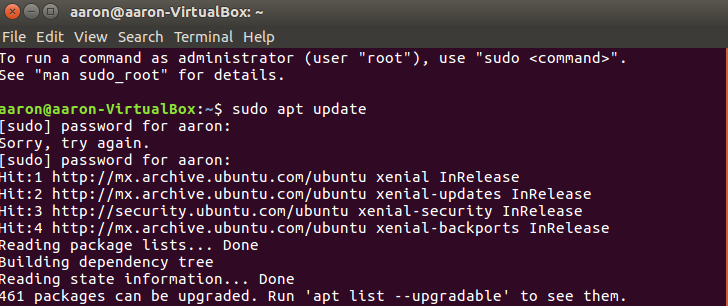 aaron@aaron-VirtualBox: ~
File Edit View Search Terminal Help
To run a command as administrator (user "root"), use "sudo <command>".
See "man sudo_root" for details.
aaron@aaron-VirtualBox:~$ sudo apt update
[sudo] password for aaron:
Sorry, try again.
[sudo] password for aaron:
Hit:1 http://mx.archive.ubuntu.com/ubuntu xenial InRelease
Hit:2 http://mx.archive.ubuntu.com/ubuntu xenial-updates InRelease
Hit:3 http://security.ubuntu.com/ubuntu xenial-security InRelease
Hit:4 http://mx.archive.ubuntu.com/ubuntu xenial-backports InRelease
Reading package lists... Done
Building dependency tree
Reading state information... Done
461 packages can be upgraded. Run 'apt list --upgradable' to see them.